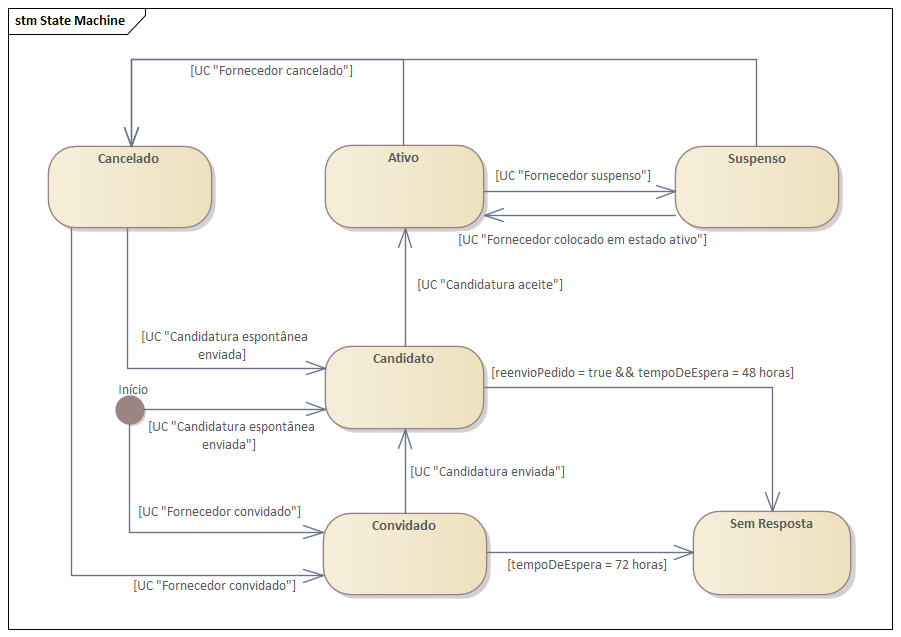 stm State Machine
[UC "Fornecedor cancelado"]
Cancelado
Ativo
Suspenso
[UC "Fornecedor suspenso"]
[UC "Fornecedor colocado em estado ativo"]
[UC "Candidatura aceite"]
[UC "Candidatura espontânea
enviada]
Candidato
[reenvioPedido = true && tempoDeEspera = 48 horas]
Início
[UC "Candidatura espontânea
enviada"]
[UC "Candidatura enviada"]
[UC "Fornecedor convidado"]
Convidado
Sem Resposta
[tempoDeEspera = 72 horas]
[UC "Fornecedor convidado"]